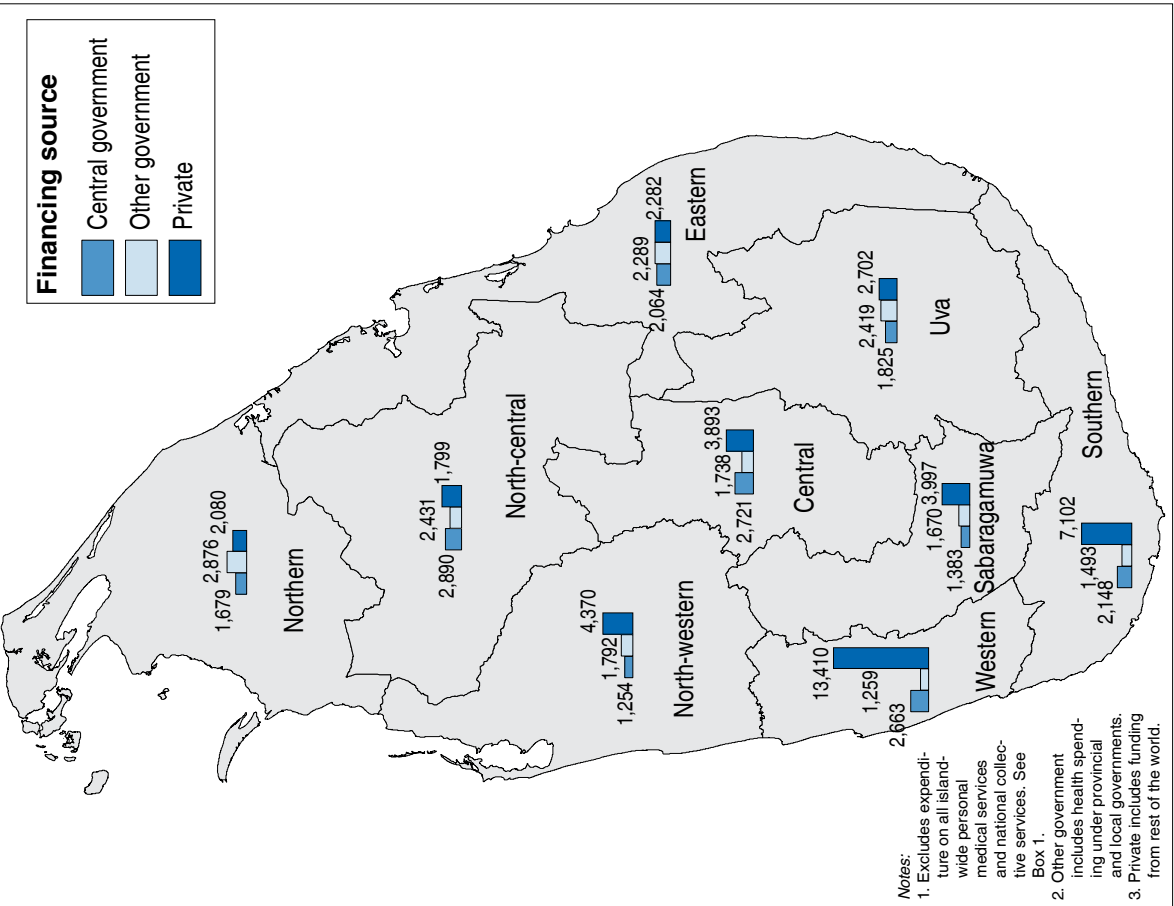 Financing source
Central government
Other government
Private
1,679 2,876 2,080
Northern
2,890 2,431 1,799
North-central
2,064 2,289 2,282
Eastern
1,254 1,792 4,370
North-western
2,721 1,738 3,893
Central
1,825 2,419 2,702
Uva
2,663 1,259 13,410
Western
1,383 1,670 3,997
Sabaragamuwa
2,148 1,493 7,102
Southern
Notes:
1. Excludes expendi-
ture on all island-
wide personal
medical services
and national collec-
tive services. See
Box 1.
2. Other government
includes health spend-
ing under provincial
and local governments.
3. Private includes funding
from rest of the world.